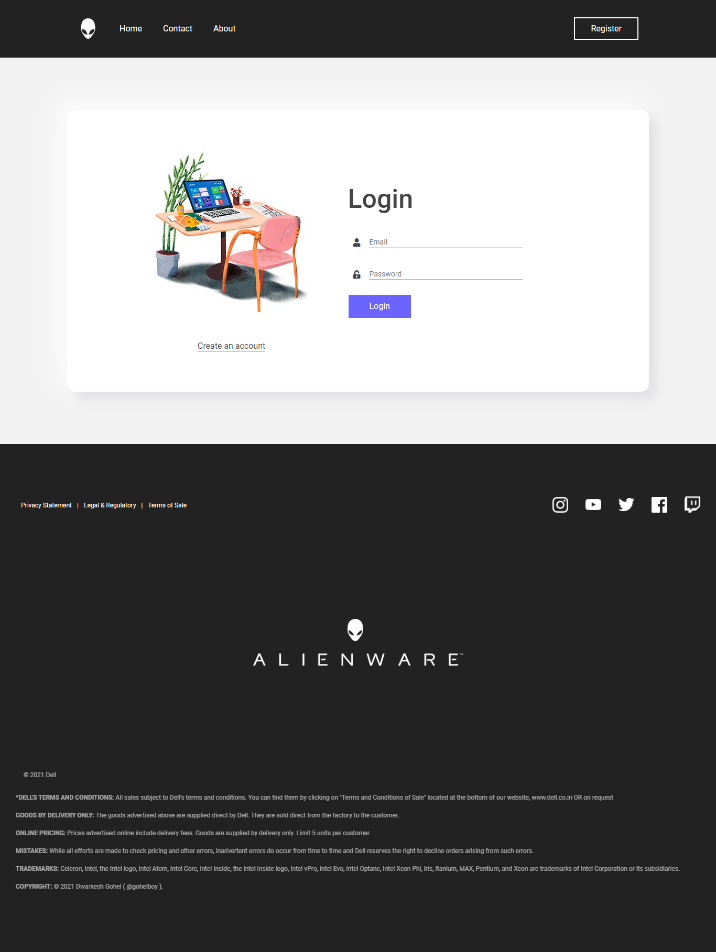 Home Contact About Register
Login
Email
Password
Login
Create an account
Privacy Statement | Legal & Regulatory | Terms of Sale
ALIENWARE™
© 2021 Dell
*DELL'S TERMS AND CONDITIONS: All sales subject to Dell's terms and conditions. You can find them by clicking on "Terms and Conditions of Sale" located at the bottom of our website, www.dell.co.in OR on request
GOODS BY DELIVERY ONLY: The goods advertised above are supplied direct by Dell. They are sold direct from the factory to the customer.
ONLINE PRICING: Prices advertised online include delivery fees. Goods are supplied by delivery only. Limit 5 units per customer.
MISTAKES: While all efforts are made to check pricing and other errors, inadvertent errors do occur from time to time and Dell reserves the right to decline orders arising from such errors.
TRADEMARKS: Celeron, Intel, the Intel logo, Intel Atom, Intel Core, Intel Inside, the Intel Inside logo, Intel vPro, Intel Evo, Intel Optane, Intel Xeon Phi, Iris, Itanium, MAX, Pentium, and Xeon are trademarks of Intel Corporation or its subsidiaries.
COPYRIGHT: © 2021 Dwarkesh Gohel ( @gohelboy ).